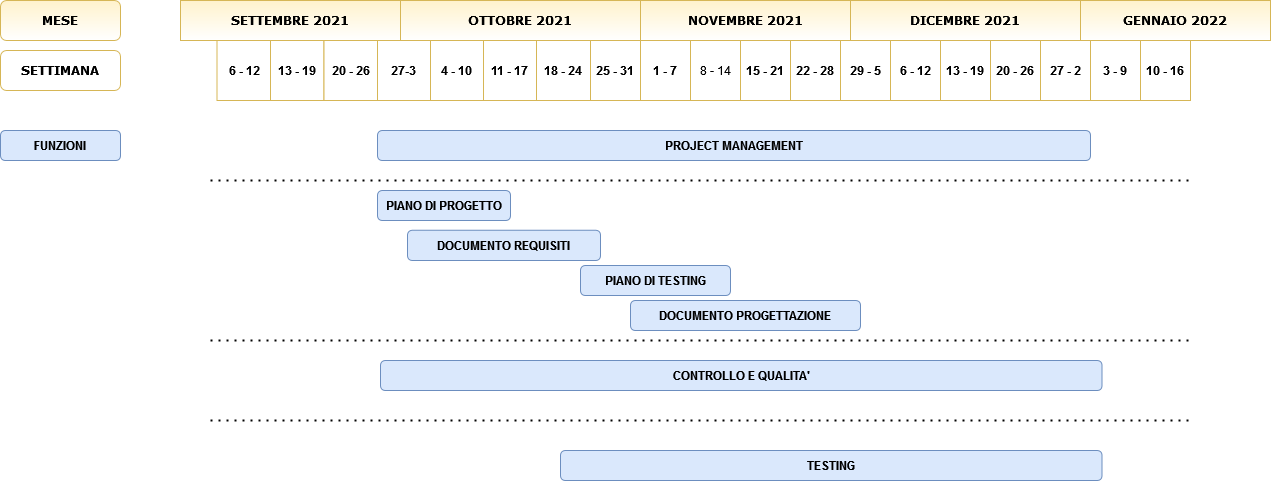 MESE SETTEMBRE 2021 OTTOBRE 2021 NOVEMBRE 2021 DICEMBRE 2021 GENNAIO 2022
SETTIMANA 6 - 12 13 - 19 20 - 26 27-3 4 - 10 11 - 17 18 - 24 25 - 31 1 - 7 8 - 14 15 - 21 22 - 28 29 - 5 6 - 12 13 - 19 20 - 26 27 - 2 3 - 9 10 - 16
FUNZIONI PROJECT MANAGEMENT
PIANO DI PROGETTO
DOCUMENTO REQUISITI
PIANO DI TESTING
DOCUMENTO PROGETTAZIONE
CONTROLLO E QUALITA'
TESTING